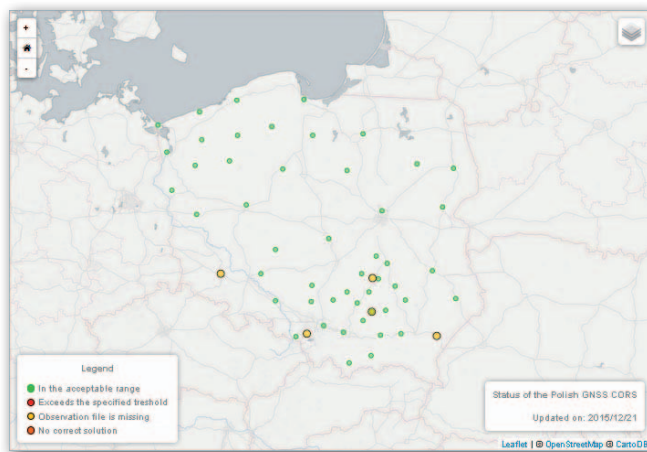 +
-
Legend
In the acceptable range
Exceeds the specified treshold
Observation file is missing
No correct solution
Status of the Polish GNSS CORS
Updated on: 2015/12/21
Leaflet | © OpenStreetMap © CartoDB